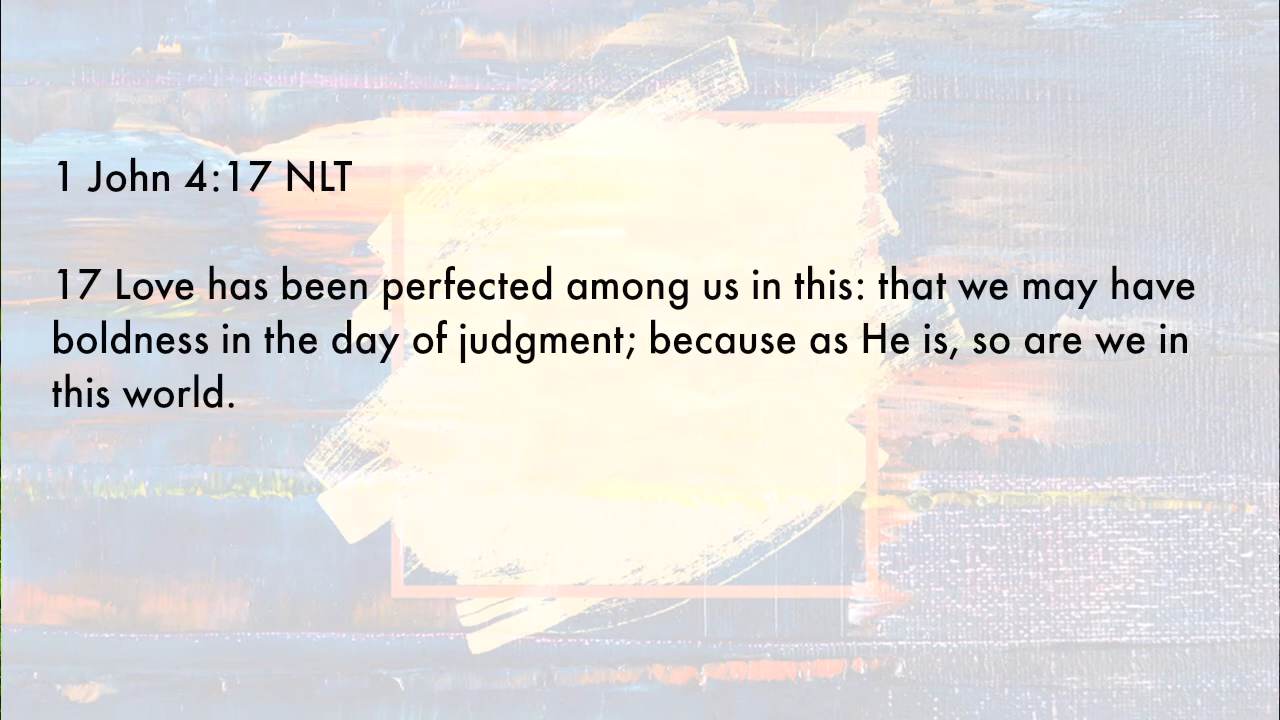 1 John 4:17 NLT
17 Love has been perfected among us in this: that we may have
boldness in the day of judgment; because as He is, so are we in
this world.